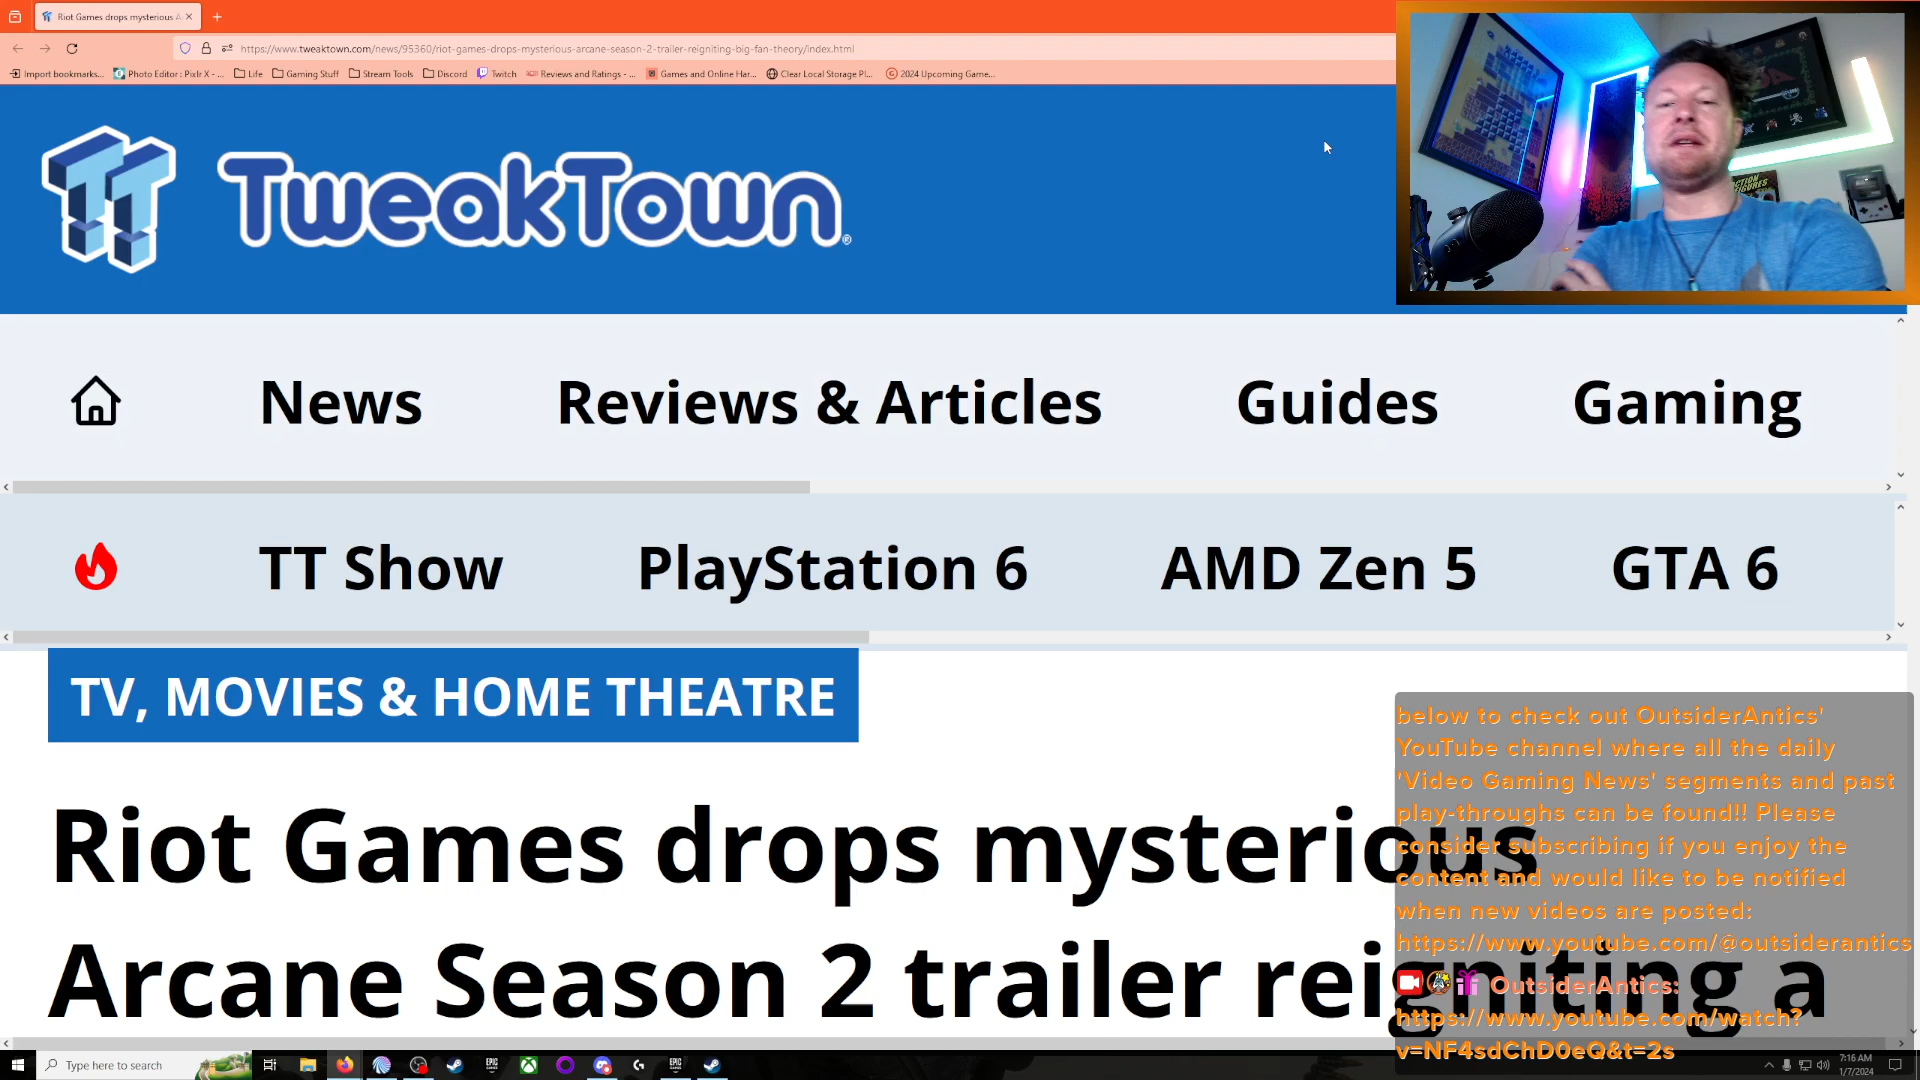 Riot Games drops mysterious A
https://www.tweaktown.com/news/95360/riot-games-drops-mysterious-arcane-season-2-trailer-reigniting-big-fan-theory/index.html
Import bookmarks... Photo Editor : Pixlr X - ... Life Gaming Stuff Stream Tools Discord Twitch Reviews and Ratings - ... Games and Online Har... Clear Local Storage Pl... 2024 Upcoming Game...
TweakTown®
News Reviews & Articles Guides Gaming
TT Show PlayStation 6 AMD Zen 5 GTA 6
TV, MOVIES & HOME THEATRE
Riot Games drops mysterious
Arcane Season 2 trailer reigniting a
below to check out OutsiderAntics'
YouTube channel where all the daily
'Video Gaming News' segments and past
play-throughs can be found!! Please
consider subscribing if you enjoy the
content and would like to be notified
when new videos are posted:
https://www.youtube.com/@outsiderantics
OutsiderAntics:
https://www.youtube.com/watch?
v=NF4sdChD0eQ&t=2s
Type here to search
7:16 AM
1/7/2024